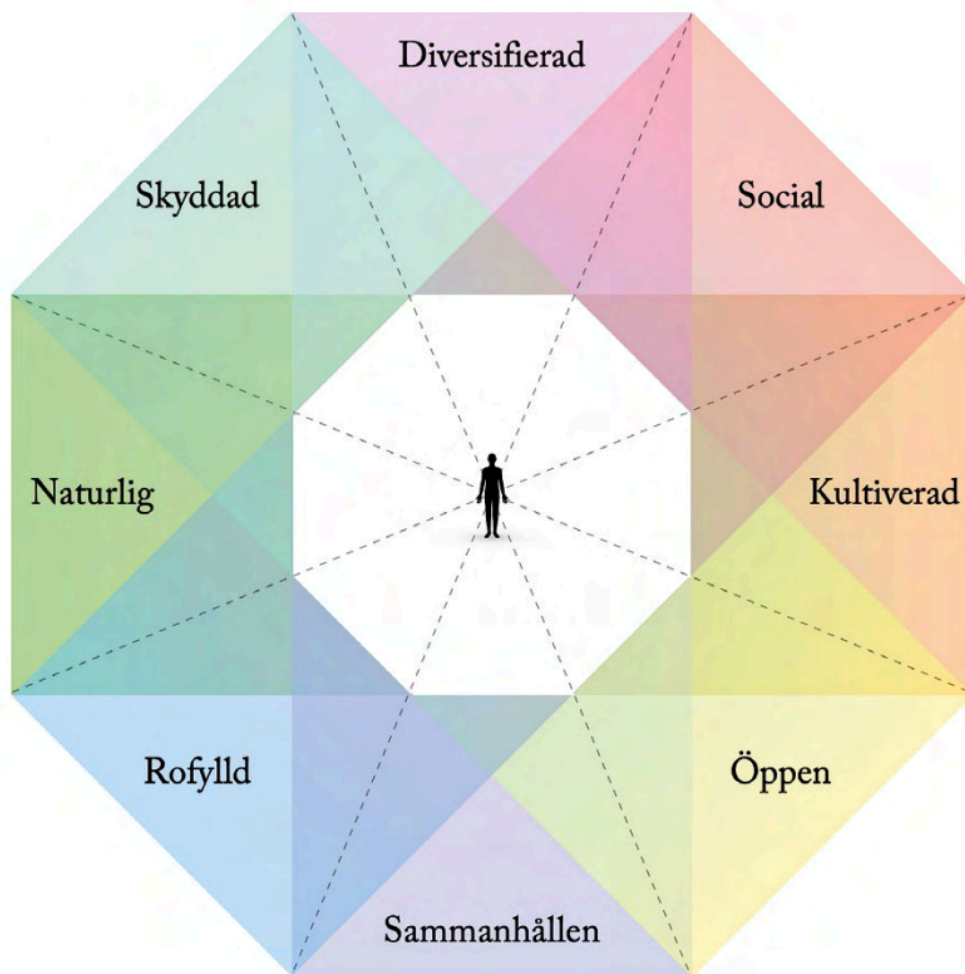 Diversifierad
Skyddad
Social
Naturlig
Kultiverad
Rofylld
Öppen
Sammanhållen